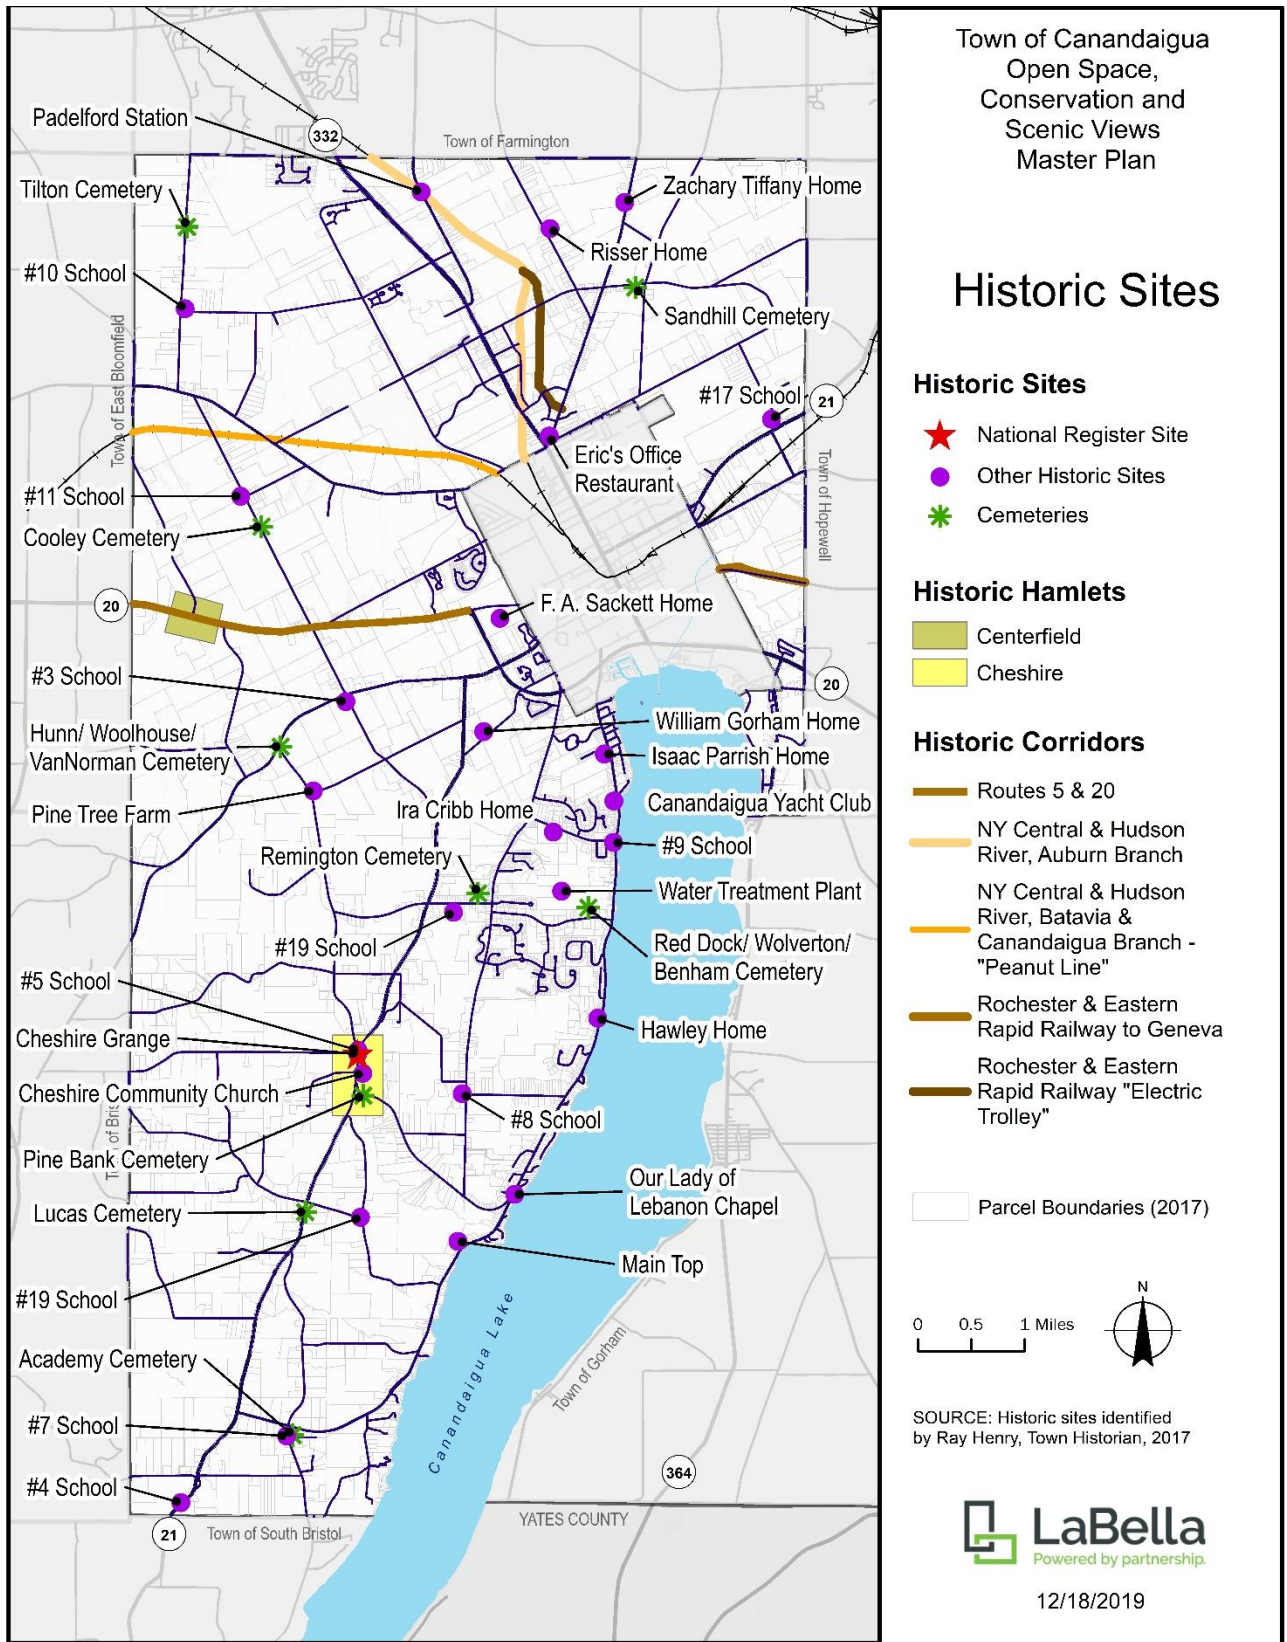 Town of Canandaigua
Open Space,
Conservation and
Scenic Views
Master Plan
Historic Sites
Historic Sites
National Register Site
Other Historic Sites
Cemeteries
Historic Hamlets
Centerfield
Cheshire
Historic Corridors
Routes 5 & 20
NY Central & Hudson
River, Auburn Branch
NY Central & Hudson
River, Batavia &
Canandaigua Branch -
"Peanut Line"
Rochester & Eastern
Rapid Railway to Geneva
Rochester & Eastern
Rapid Railway "Electric
Trolley"
Parcel Boundaries (2017)
N
0 0.5 1 Miles
SOURCE: Historic sites identified
by Ray Henry, Town Historian, 2017
LaBella
Powered by partnership.
12/18/2019
Padelford Station
332
Town of Farmington
Tilton Cemetery
Zachary Tiffany Home
Risser Home
#10 School
Sandhill Cemetery
Town of East Bloomfield
#17 School
21
Eric's Office
Restaurant
Town of Hopewell
#11 School
Cooley Cemetery
20
F. A. Sackett Home
#3 School
20
William Gorham Home
Hunn/ Woolhouse/
VanNorman Cemetery
Isaac Parrish Home
Pine Tree Farm
Ira Cribb Home
Canandaigua Yacht Club
#9 School
Remington Cemetery
Water Treatment Plant
#19 School
Red Dock/ Wolverton/
Benham Cemetery
#5 School
Hawley Home
Cheshire Grange
Cheshire Community Church
#8 School
Pine Bank Cemetery
Our Lady of
Lebanon Chapel
Lucas Cemetery
Main Top
#19 School
Canandaigua Lake
Town of Gorham
Academy Cemetery
#7 School
364
#4 School
21
Town of South Bristol
YATES COUNTY